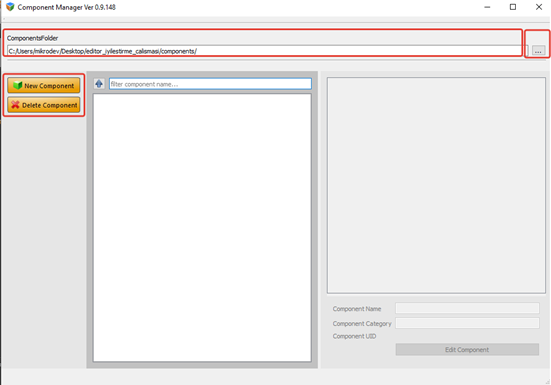 Component Manager Ver 0.9.148
ComponentsFolder
C:/Users/mikrodev/Desktop/editor_iyilestirme_calismasi/components/
...
New Component
Delete Component
filter component name...
Component Name
Component Category
Component UID
Edit Component